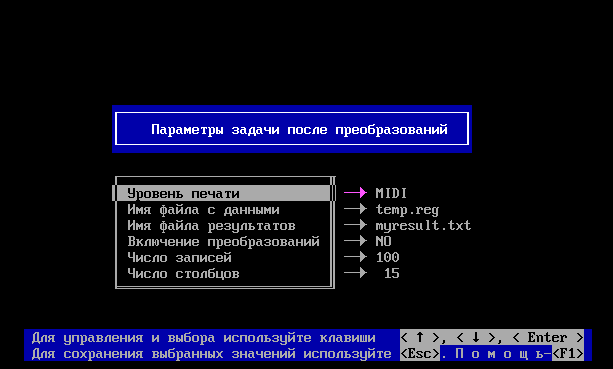 Параметры задачи после преобразований
Уровень печати → MIDI
Имя файла с данными → temp.reg
Имя файла результатов → myresult.txt
Включение преобразований → NO
Число записей → 100
Число столбцов → 15
Для управления и выбора используйте клавиши < ↑ >, < ↓ >, < Enter >
Для сохранения выбранных значений используйте <Esc>. П о м о щ ь-<F1>